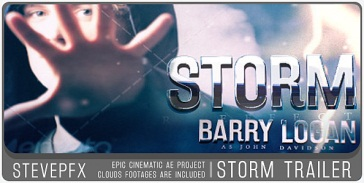 STORM
BARRY LOGAN
AS JOHN DAVIDSON
STEVEPFX
EPIC CINEMATIC AE PROJECT
CLOUDS FOOTAGES ARE INCLUDED
STORM TRAILER